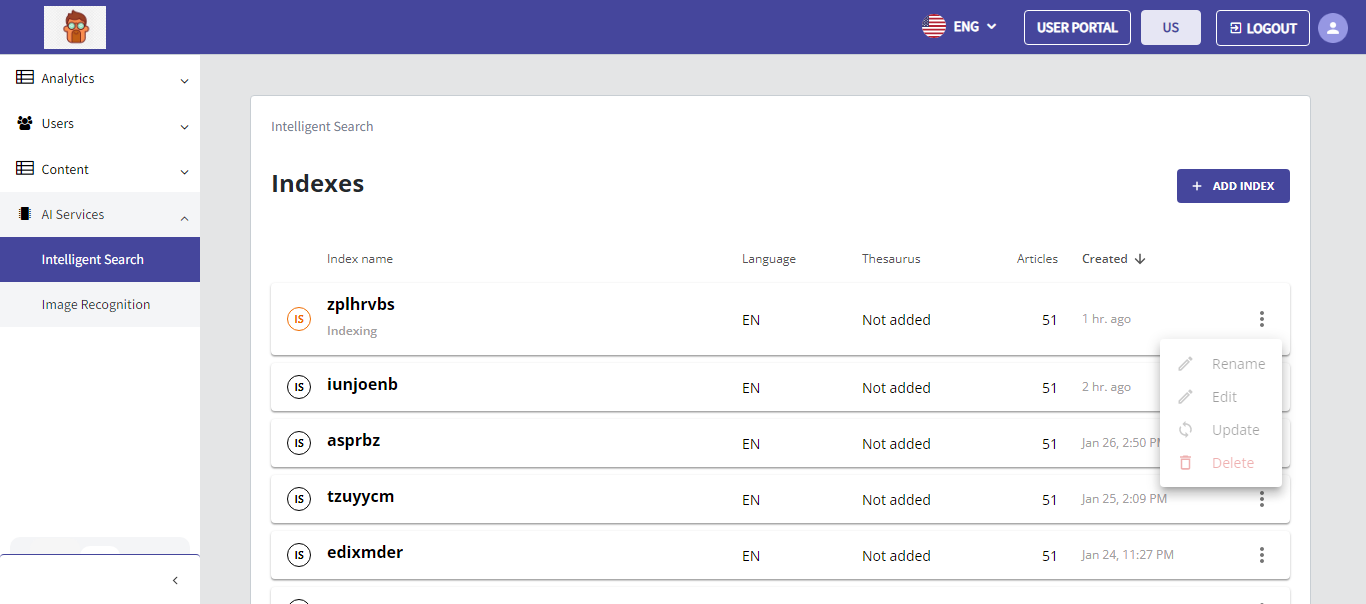 ENG
USER PORTAL
US
LOGOUT
Analytics
Users
Content
AI Services
Intelligent Search
Image Recognition
Intelligent Search
Indexes
+ ADD INDEX
Index name Language Thesaurus Articles Created
IS zplhrvbs EN Not added 51 1 hr. ago
Indexing
Rename
Edit
Update
Delete
IS iunjoenb EN Not added 51 2 hr. ago
IS asprbz EN Not added 51 Jan 26, 2:50 PM
IS tzuyycm EN Not added 51 Jan 25, 2:09 PM
IS edixmder EN Not added 51 Jan 24, 11:27 PM